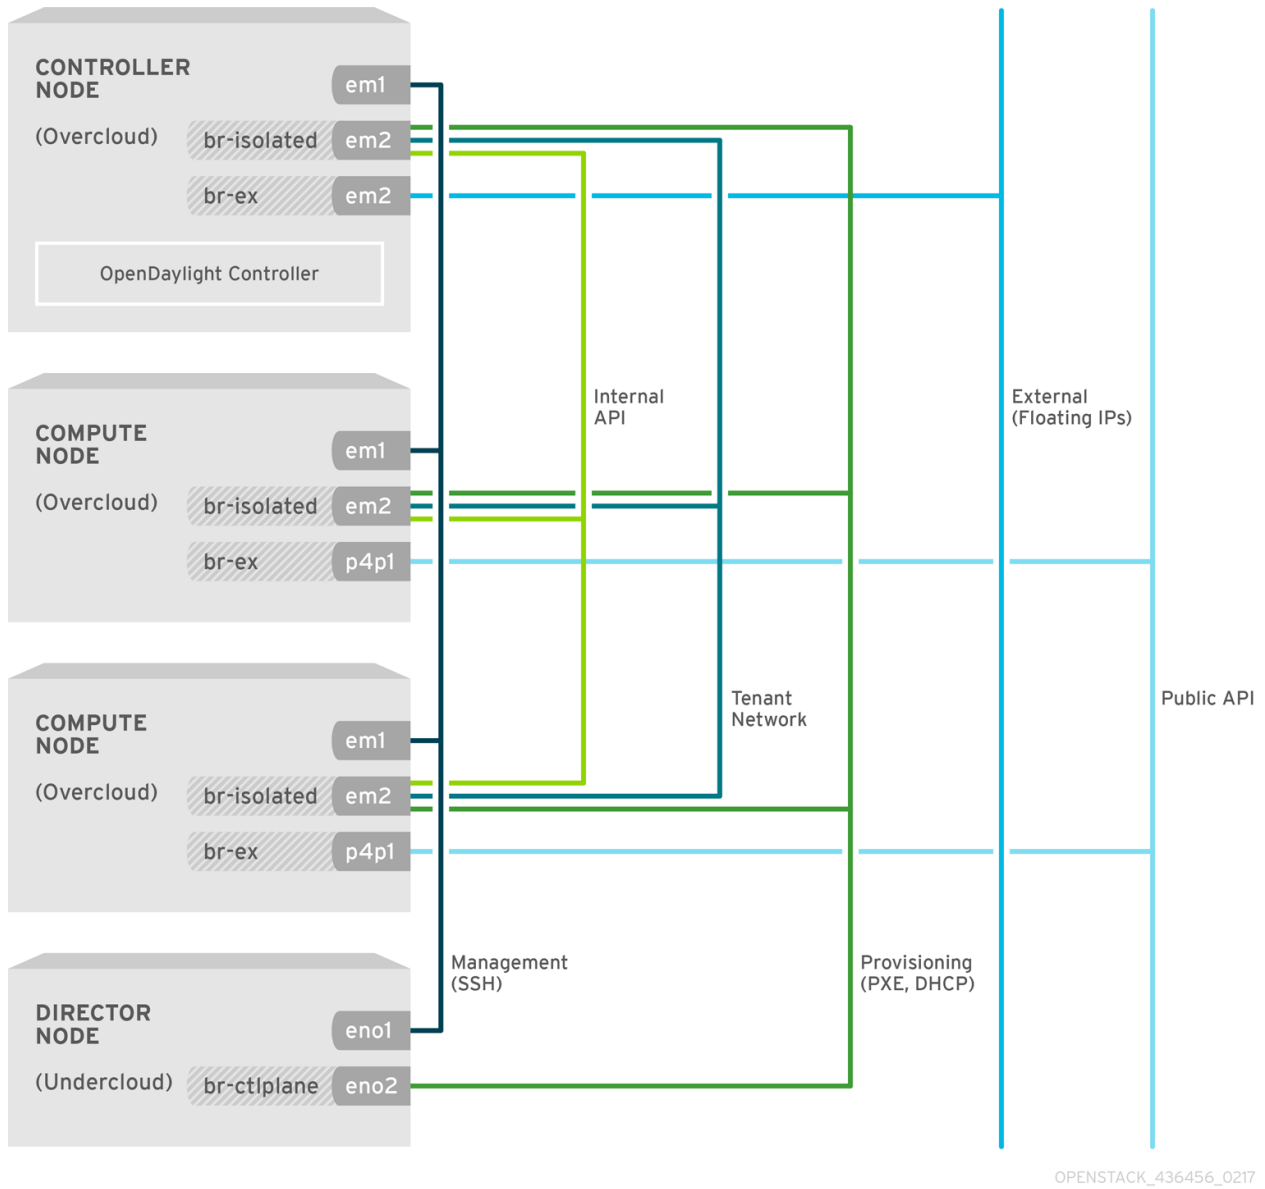 CONTROLLER
NODE
(Overcloud)
em1
br-isolated em2
br-ex em2
OpenDaylight Controller
Internal
API
External
(Floating IPs)
COMPUTE
NODE
(Overcloud)
em1
br-isolated em2
br-ex p4p1
Tenant
Network
Public API
COMPUTE
NODE
(Overcloud)
em1
br-isolated em2
br-ex p4p1
Management
(SSH)
Provisioning
(PXE, DHCP)
DIRECTOR
NODE
(Undercloud)
eno1
br-ctlplane eno2
OPENSTACK_436456_0217